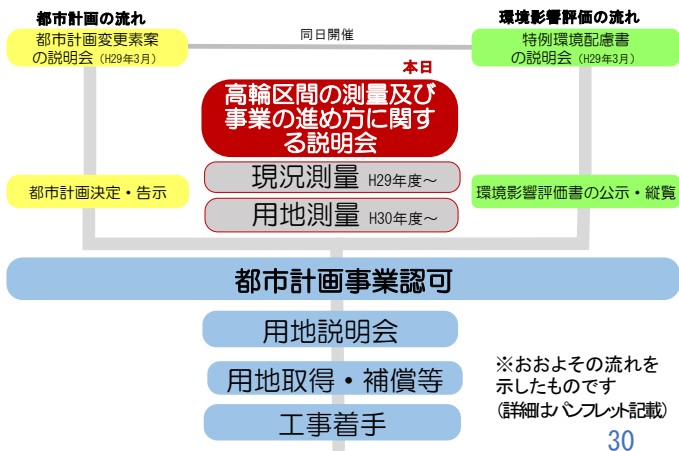 都市計画の流れ
環境影響評価の流れ
都市計画変更素案
の説明会（H29年3月）
同日開催
特例環境配慮書
の説明会（H29年3月）
本日
高輪区間の測量及び
事業の進め方に関す
る説明会
現況測量 H29年度～
都市計画決定・告示
環境影響評価書の公示・縦覧
用地測量 H30年度～
都市計画事業認可
用地説明会
用地取得・補償等
工事着手
※おおよその流れを
示したものです
（詳細はパンフレット記載）
30